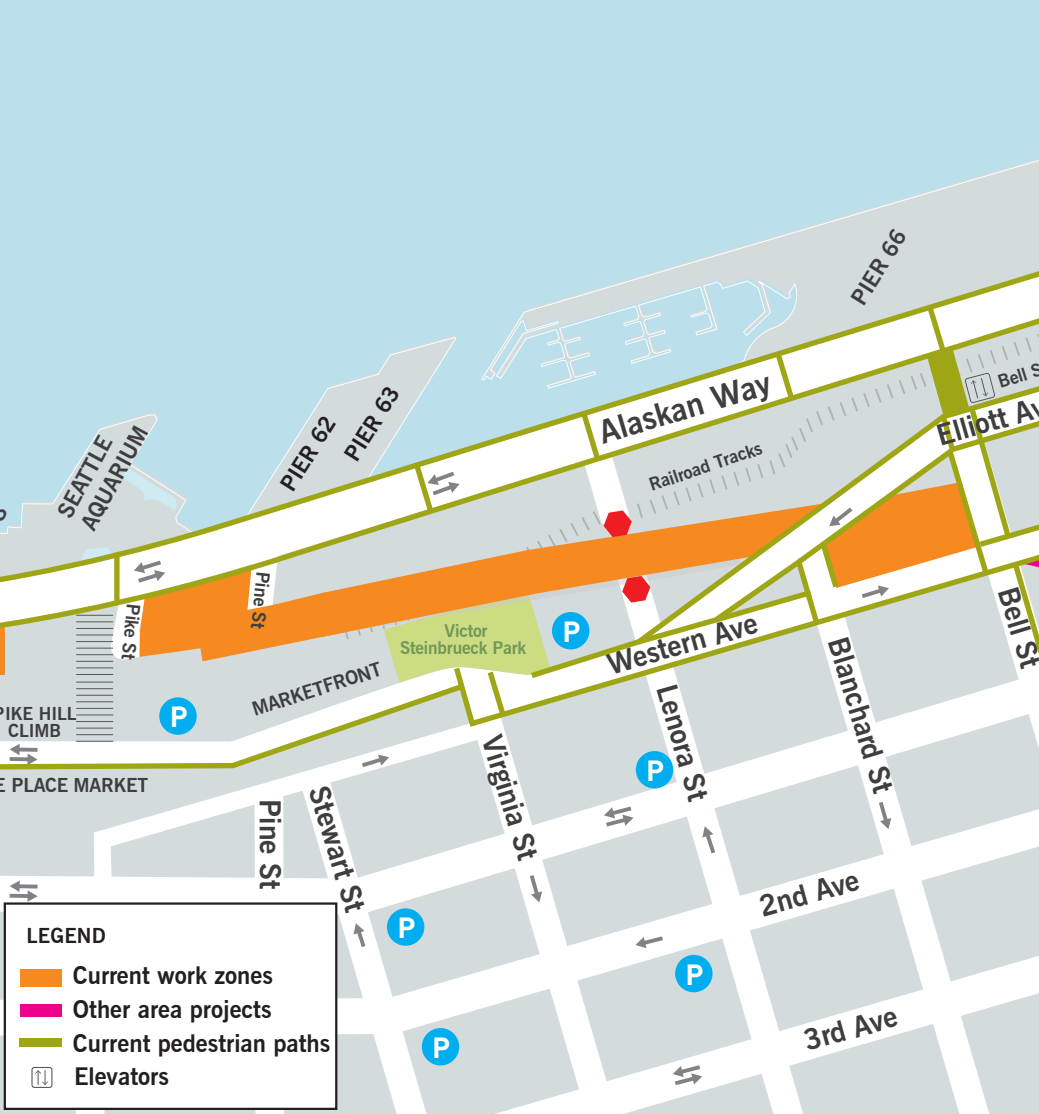 PIER 66
Bell S
Elliott Av
Alaskan Way
Railroad Tracks
PIER 63
PIER 62
SEATTLE
AQUARIUM
Pine St
Pike St
Victor
Steinbrueck Park
P
Western Ave
Bell St
MARKETFRONT
P
PIKE HILL
CLIMB
E PLACE MARKET
Blanchard St
Lenora St
Virginia St
P
Stewart St
Pine St
2nd Ave
P
P
3rd Ave
P
LEGEND
Current work zones
Other area projects
Current pedestrian paths
Elevators